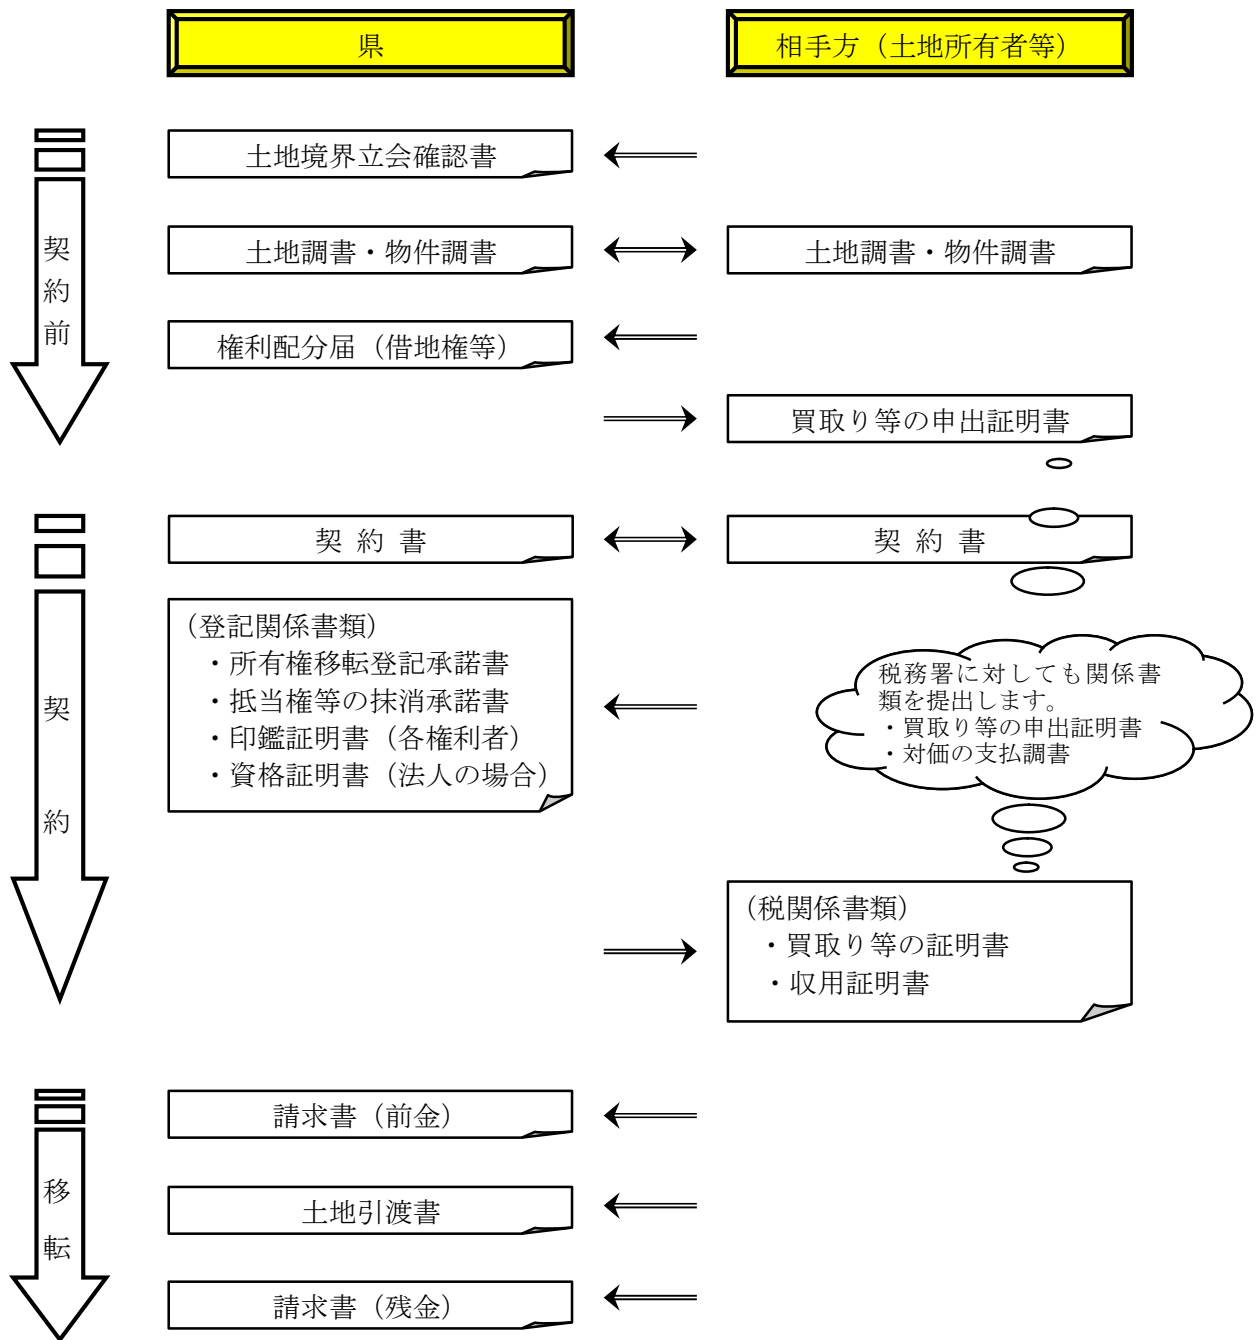 県
相手方（土地所有者等）
契約前
土地境界立会確認書
土地調書・物件調書
土地調書・物件調書
権利配分届（借地権等）
買取り等の申出証明書
契約
契 約 書
契 約 書
（登記関係書類）
・所有権移転登記承諾書
・抵当権等の抹消承諾書
・印鑑証明書（各権利者）
・資格証明書（法人の場合）
税務署に対しても関係書
類を提出します。
・買取り等の申出証明書
・対価の支払調書
（税関係書類）
・買取り等の証明書
・収用証明書
移転
請求書（前金）
土地引渡書
請求書（残金）